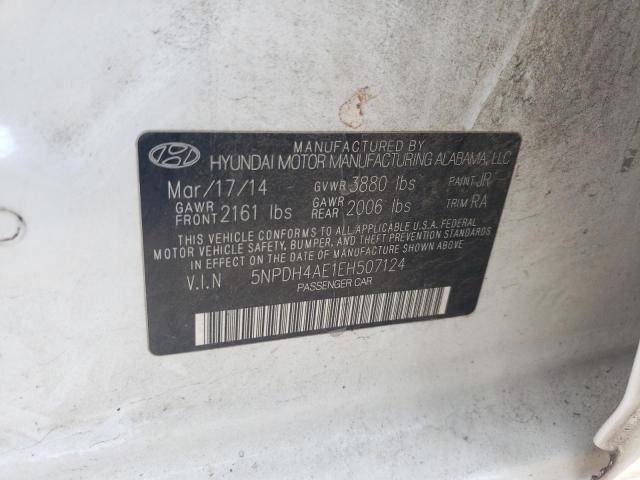 MANUFACTURED BY
HYUNDAI MOTOR MANUFACTURING ALABAMA, LLC
Mar/17/14 GVWR 3880 lbs PAINT JR
GAWR FRONT 2161 lbs GAWR REAR 2006 lbs TRIM RA
THIS VEHICLE CONFORMS TO ALL APPLICABLE U.S.A. FEDERAL
MOTOR VEHICLE SAFETY, BUMPER, AND THEFT PREVENTION STANDARDS
IN EFFECT ON THE DATE OF MANUFACTURE SHOWN ABOVE.
V.I.N 5NPDH4AE1EH507124
PASSENGER CAR